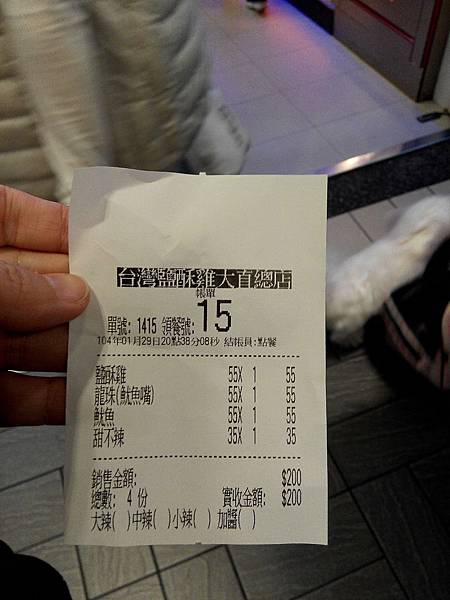 台灣鹽酥雞大直總店
帳單
單號: 1415 領餐號: 15
104年01月29日20點38分08秒 結帳員:點餐
鹽酥雞 55X 1 55
龍珠(魷魚嘴) 55X 1 55
魷魚 55X 1 55
甜不辣 35X 1 35
銷售金額: $200
總數: 4 份 實收金額: $200
大辣( )中辣( )小辣( ) 加醬( )